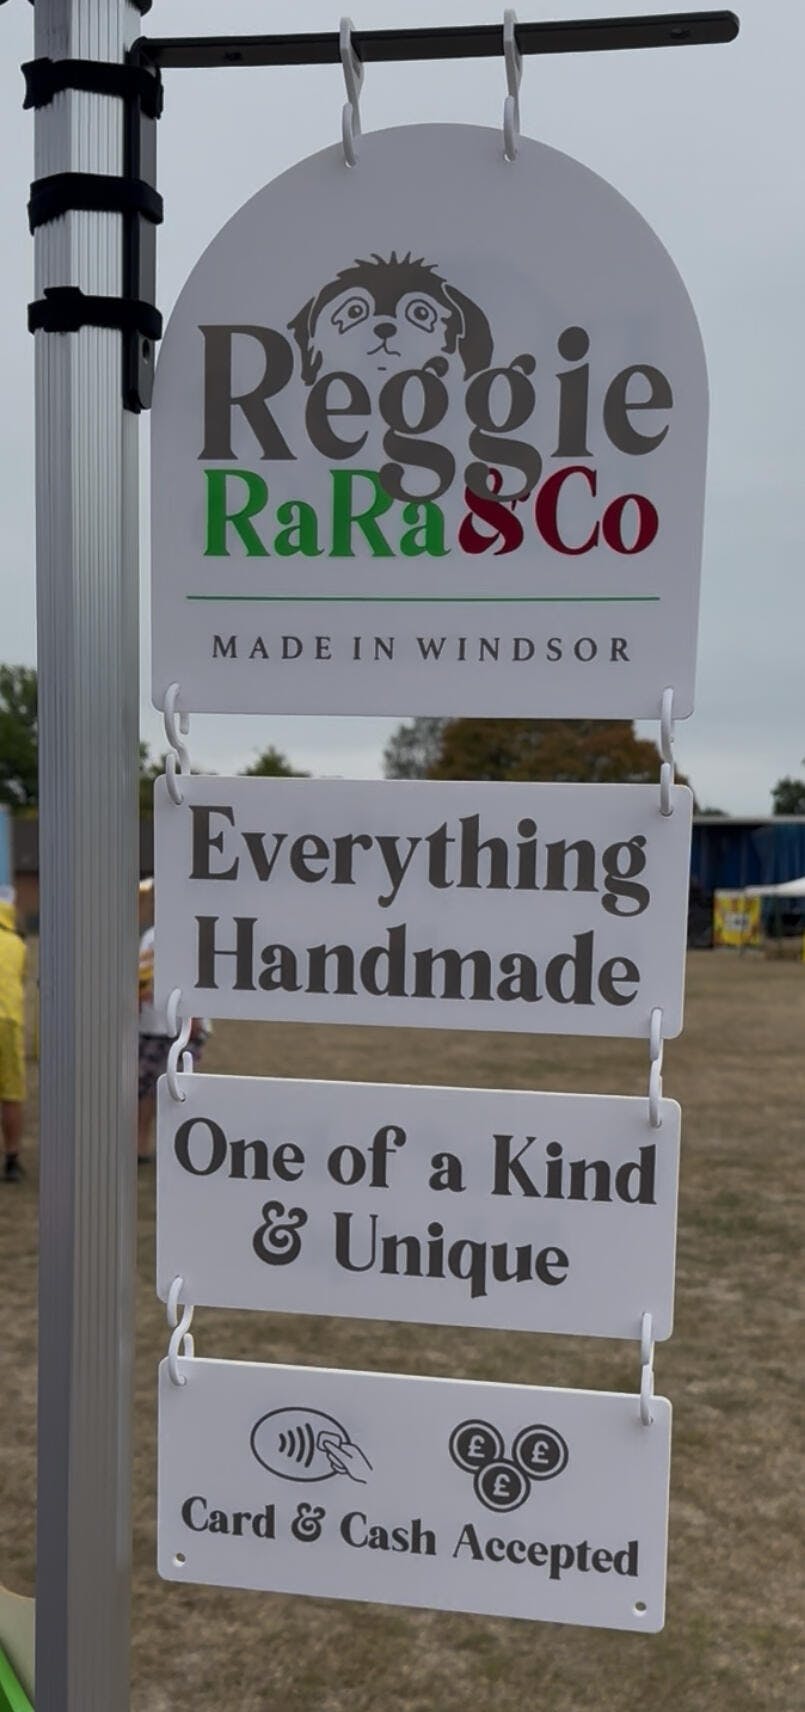 Reggie
RaRa&Co
MADE IN WINDSOR
Everything
Handmade
One of a Kind
& Unique
£ £
£
Card & Cash Accepted